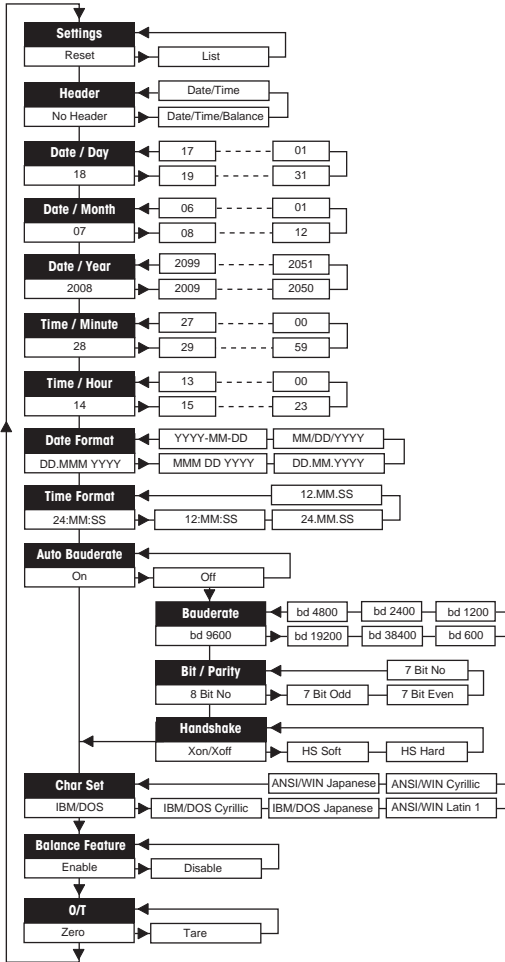 Settings
Reset List
Header Date/Time
No Header Date/Time/Balance
Date / Day 17 01
18 19 31
Date / Month 06 01
07 08 12
Date / Year 2099 2051
2008 2009 2050
Time / Minute 27 00
28 29 59
Time / Hour 13 00
14 15 23
Date Format YYYY-MM-DD MM/DD/YYYY
DD.MMM YYYY MMM DD YYYY DD.MM.YYYY
Time Format 12.MM.SS
24:MM:SS 12:MM:SS 24.MM.SS
Auto Bauderate
On Off
Bauderate bd 4800 bd 2400 bd 1200
bd 9600 bd 19200 bd 38400 bd 600
Bit / Parity 7 Bit No
8 Bit No 7 Bit Odd 7 Bit Even
Handshake
Xon/Xoff HS Soft HS Hard
Char Set ANSI/WIN Japanese ANSI/WIN Cyrillic
IBM/DOS IBM/DOS Cyrillic IBM/DOS Japanese ANSI/WIN Latin 1
Balance Feature
Enable Disable
O/T
Zero Tare